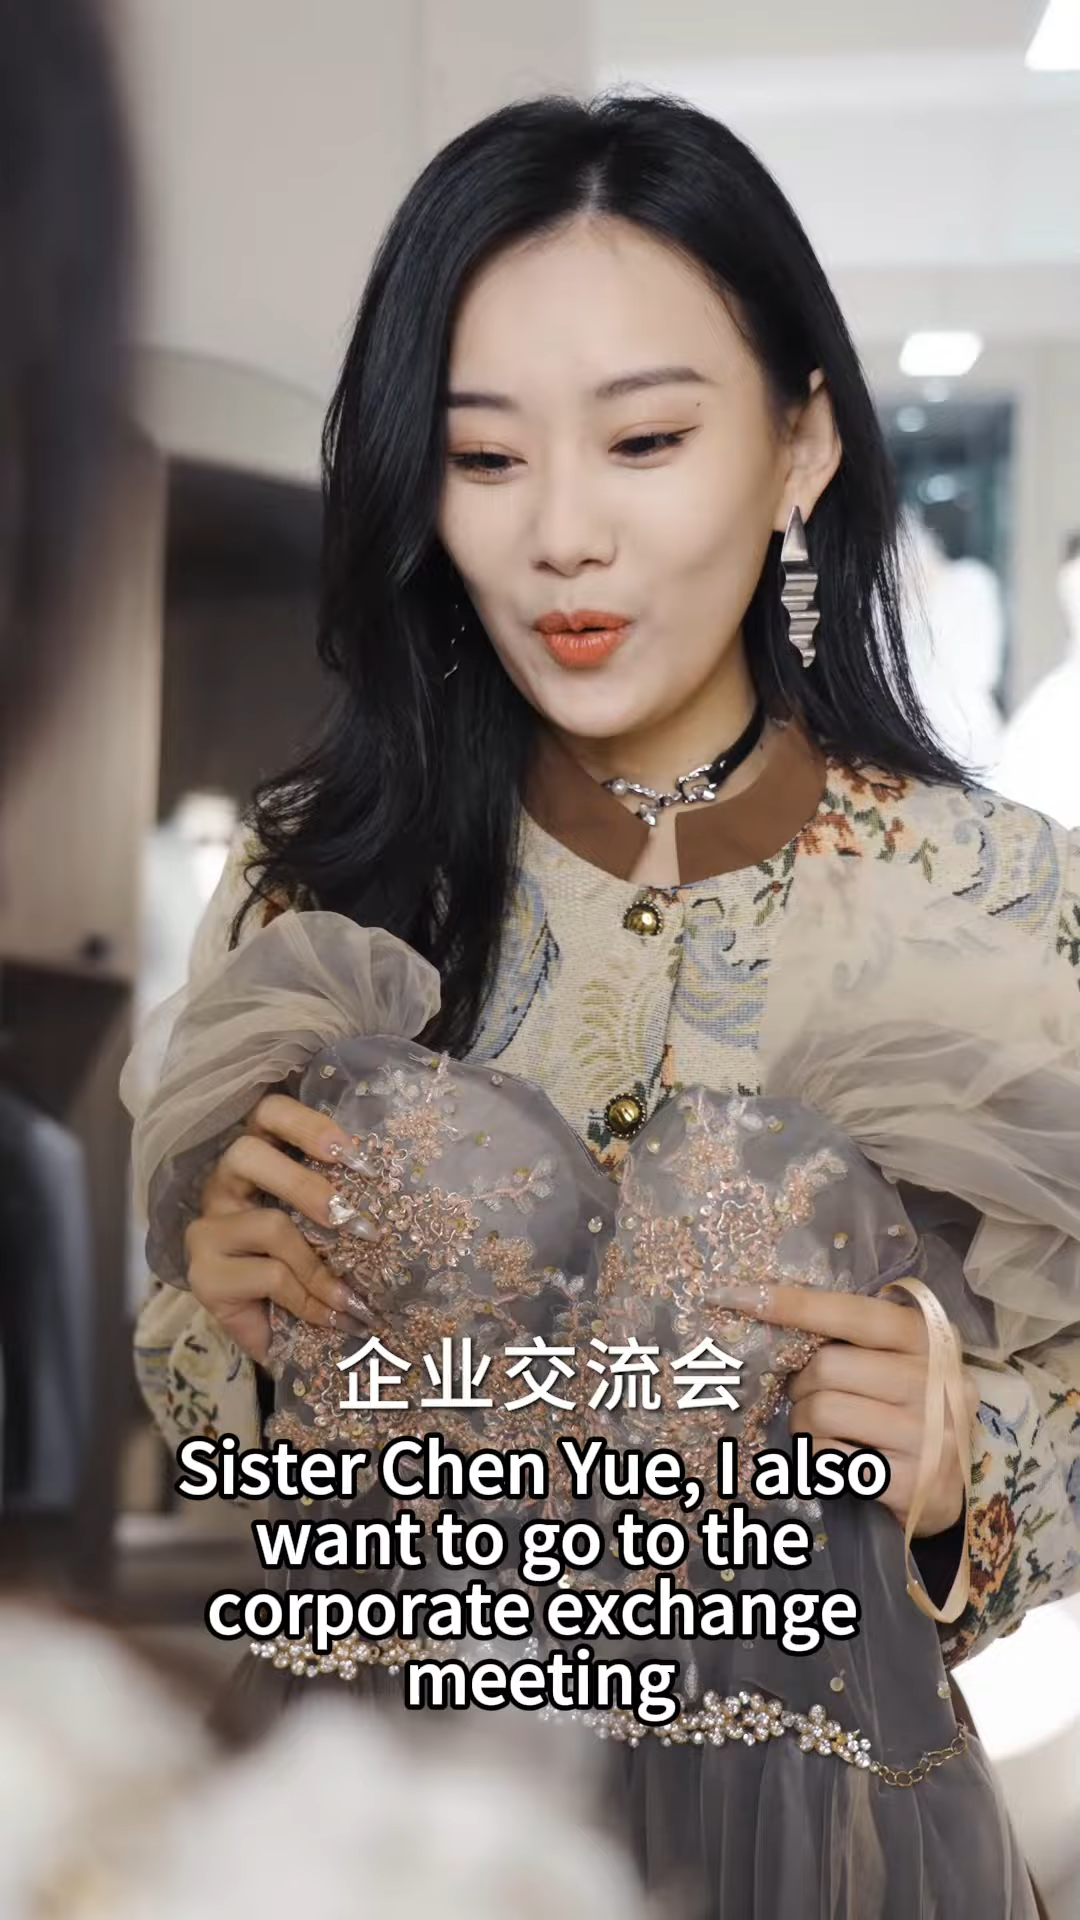 企业交流会
Sister Chen Yue, I also
want to go to the
corporate exchange
meeting